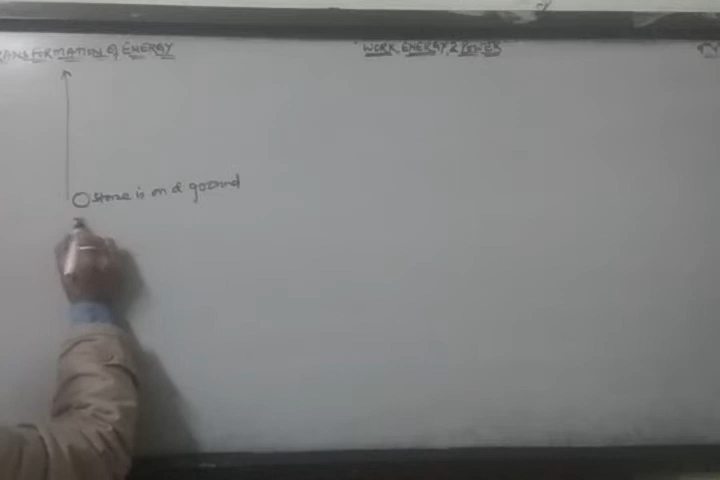 TRANSFORMATION of ENERGY
WORK, ENERGY & POWER
stone is on a ground